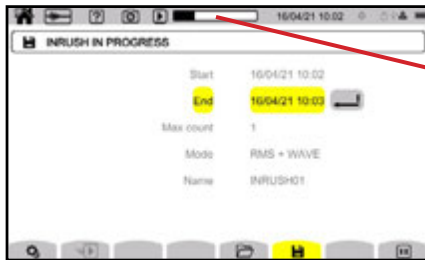 16/04/21 10:02
INRUSH IN PROGRESS
Start 16/04/21 10:02
End 16/04/21 10:03
Max count 1
Mode RMS + WAVE
Name INRUSH01